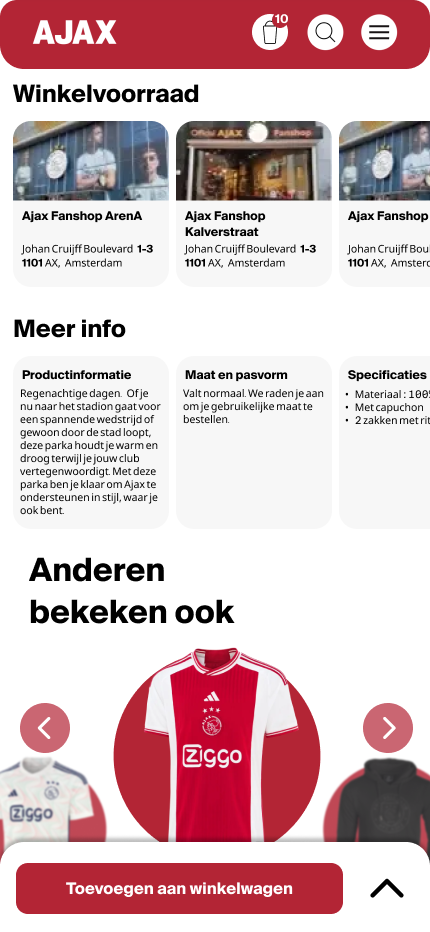 AJAX
10
Winkelvoorraad
Official AJAX Fanshop
Ajax Fanshop ArenA
Johan Cruijff Boulevard 1-3
1101 AX, Amsterdam
Ajax Fanshop
Kalverstraat
Johan Cruijff Boulevard 1-3
1101 AX, Amsterdam
Ajax Fanshop
Johan Cruijff
1101 AX,
Meer info
Productinformatie
Regenachtige dagen. Of je
nu naar het stadion gaat voor
een spannende wedstrijd of
gewoon door de stad loopt,
deze parka houdt je warm en
droog terwijl je jouw club
vertegenwoordigt. Met deze
parka ben je klaar om Ajax te
ondersteunen in stijl, waar je
ook bent.
Maat en pasvorm
Valt normaal. We raden je aan
om je gebruikelijke maat te
bestellen.
Specificaties
• Materiaal : 100
• Met capuchon
• 2 zakken met rit
Anderen
bekeken ook
Ziggo
Ziggo
Toevoegen aan winkelwagen